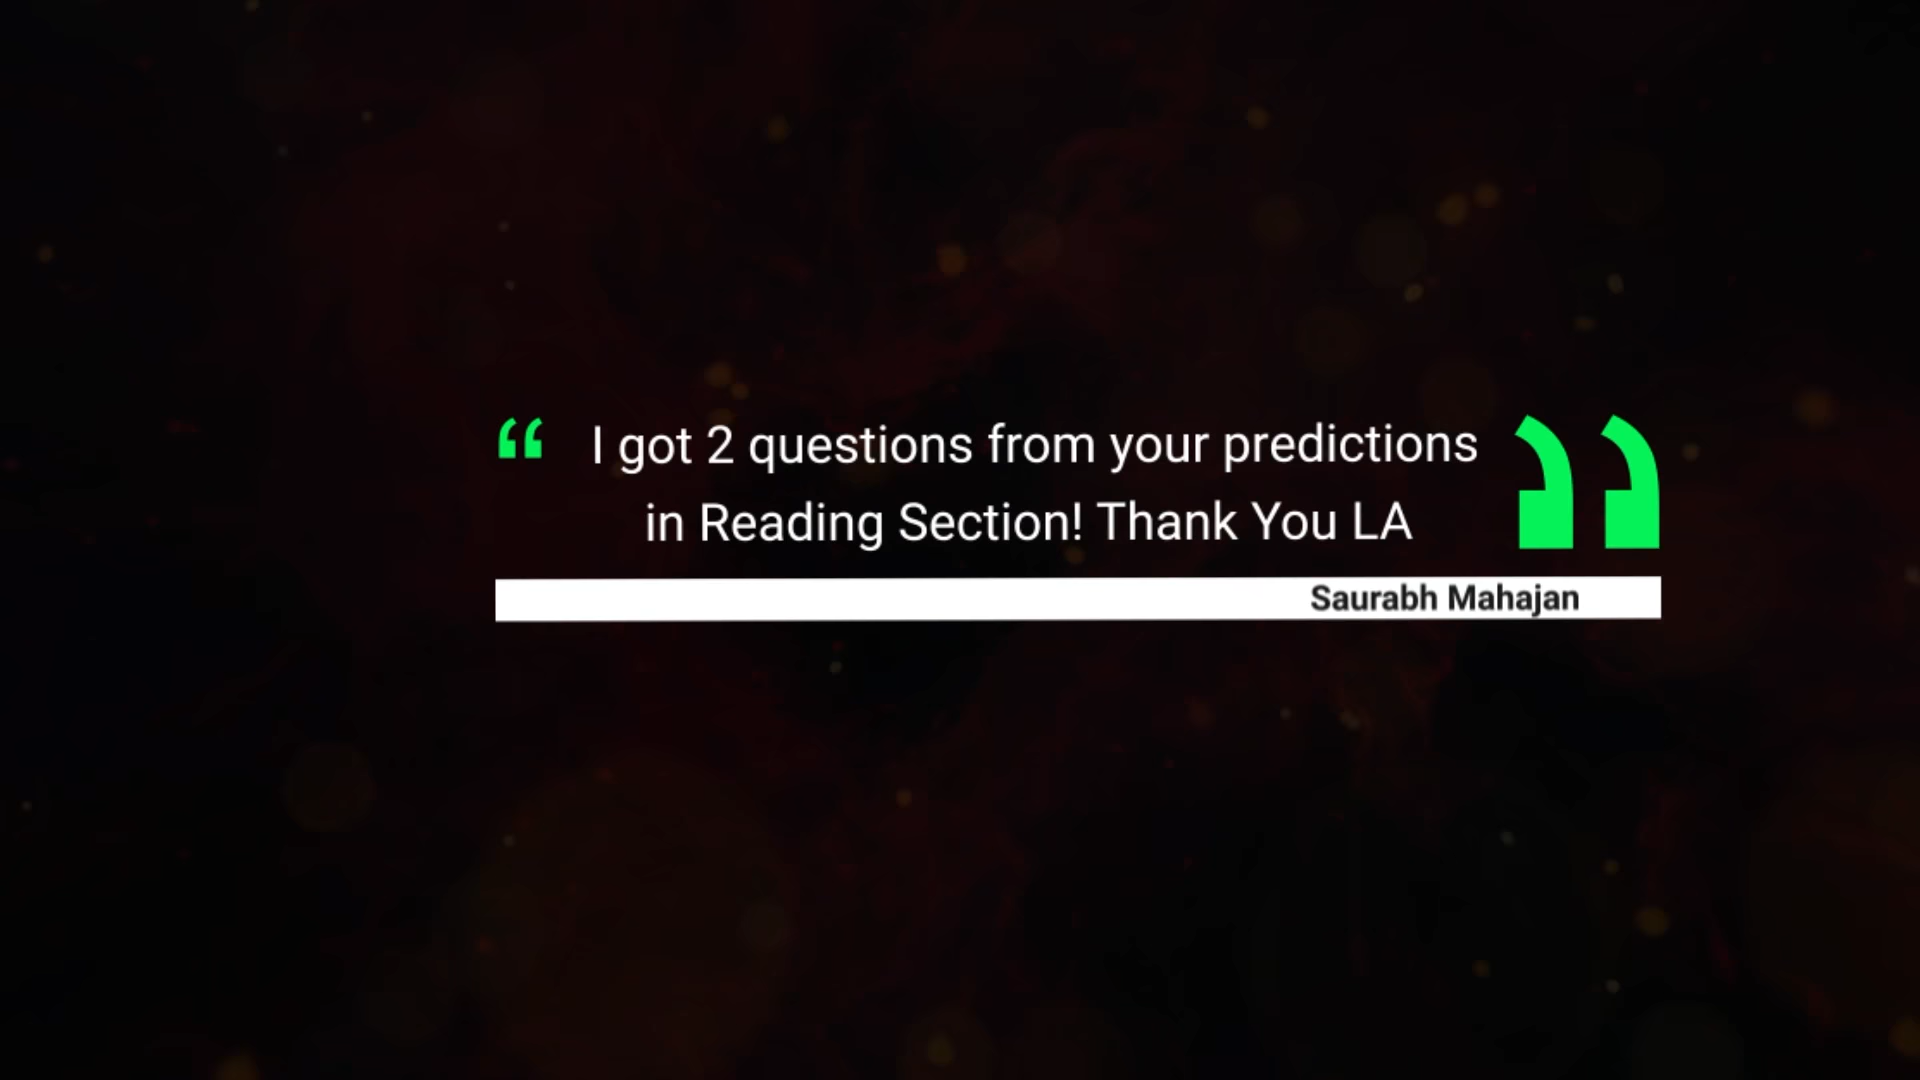 “ I got 2 questions from your predictions
in Reading Section! Thank You LA ”
Saurabh Mahajan